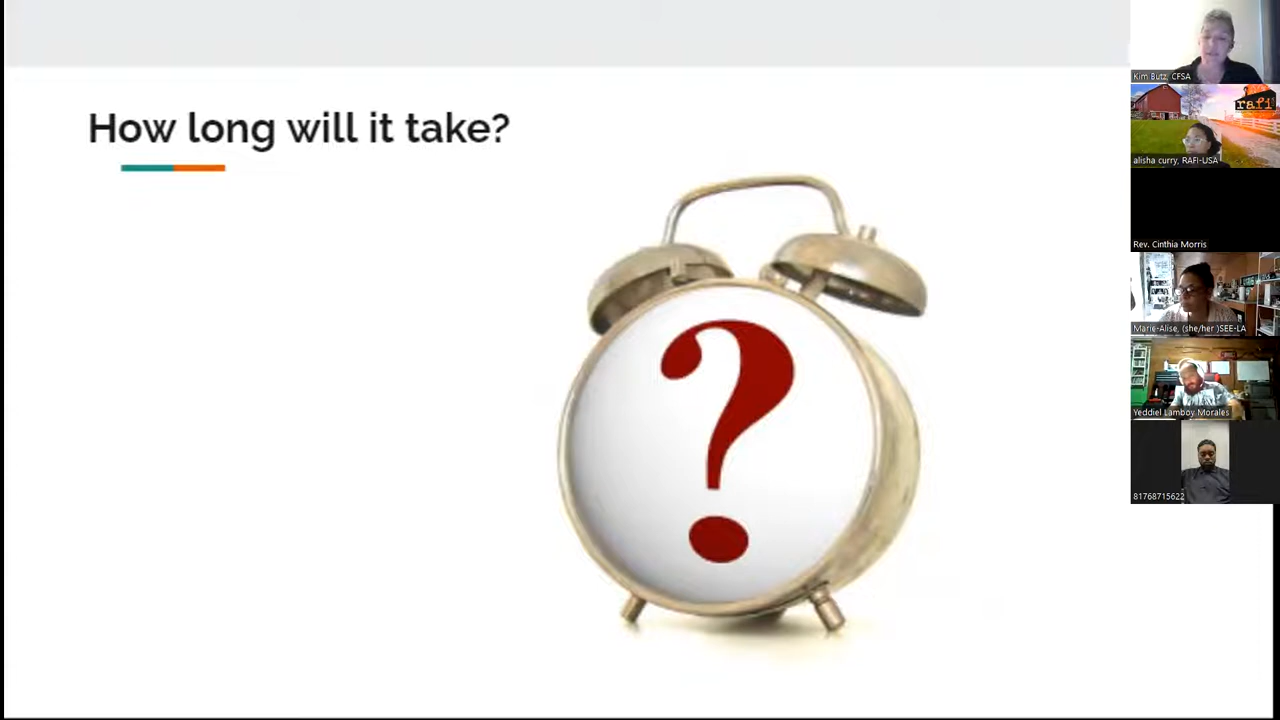 How long will it take?
?
Kim Butz, CFSA
rafi
alisha curry, RAFI-USA
Rev. Cinthia Morris
Marie-Alise, (she/her )SEE-LA
Yeddiel Lamboy Morales
81768715622